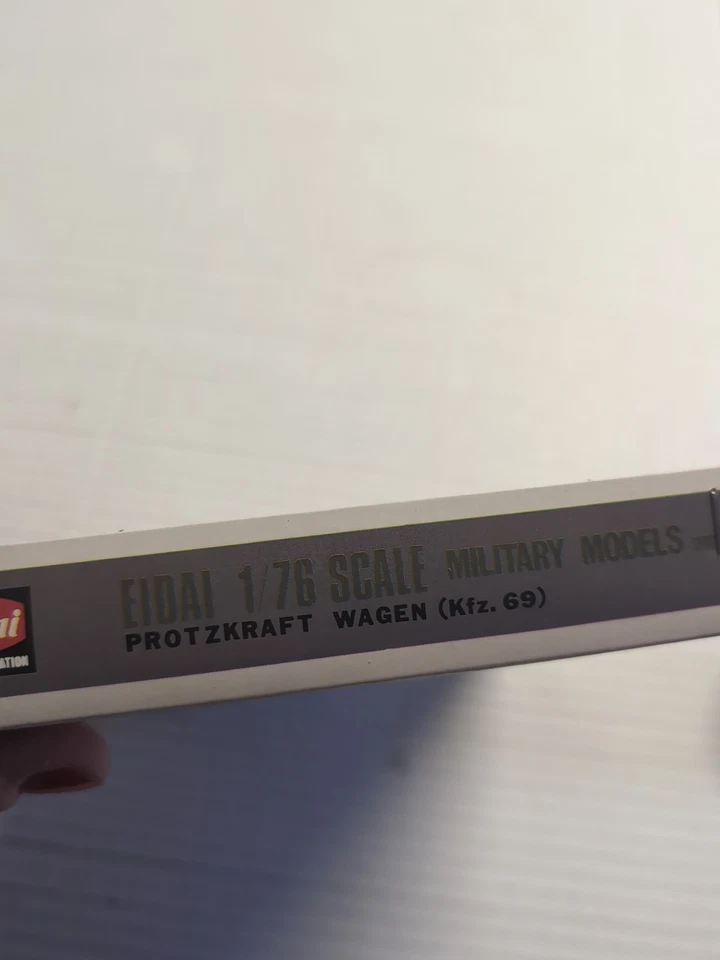 EIDAI 1/76 SCALE MILITARY MODELS
PROTZKRAFT WAGEN (Kfz. 69)